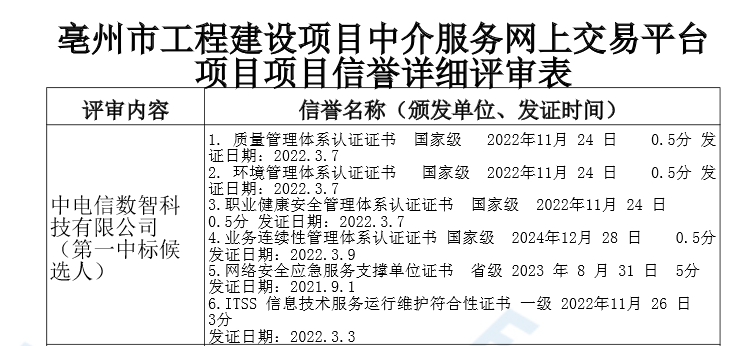 亳州市工程建设项目中介服务网上交易平台
项目项目信誉详细评审表
评审内容
信誉名称（颁发单位、发证时间）
中电信数智科
技有限公司
（第一中标候
选人）
1. 质量管理体系认证证书 国家级 2022年11月 24 日 0.5分 发
证日期：2022.3.7
2. 环境管理体系认证证书 国家级 2022年11月 24 日 0.5分 发
证日期：2022.3.7
3.职业健康安全管理体系认证证书 国家级 2022年11月 24 日
0.5分 发证日期：2022.3.7
4.业务连续性管理体系认证证书 国家级 2024年12月 28 日 0.5分
发证日期：2022.3.9
5.网络安全应急服务支撑单位证书 省级 2023 年 8 月 31 日 5分
发证日期：2021.9.1
6.ITSS 信息技术服务运行维护符合性证书 一级 2022年11月 26 日
3分
发证日期：2022.3.3